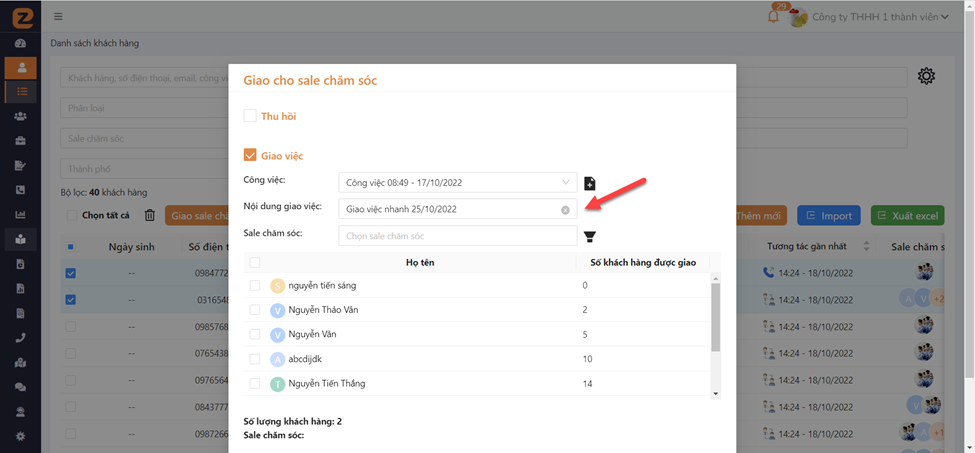 29
Công ty THHH 1 thành viên
Danh sách khách hàng
Giao cho sale chăm sóc
Khách hàng, số điện thoại, email, công vi
Thu hồi
Phân loại
Sale chăm sóc
Giao việc
Thành phố
Công việc:
Công việc 08:49 - 17/10/2022
Bộ lọc: 40 khách hàng
Nội dung giao việc:
Giao việc nhanh 25/10/2022
Chọn tất cả
Giao sale chă
Thêm mới
Import
Xuất excel
Sale chăm sóc:
Chọn sale chăm sóc
Ngày sinh
Số điện t
Tương tác gần nhất
Sale chăm s
Họ tên
Số khách hàng được giao
--
0984772
14:24 - 18/10/2022
S
nguyễn tiến sáng
0
--
0316548
14:24 - 18/10/2022
A
V
+2
V
Nguyễn Thảo Vân
2
--
0985768
14:24 - 18/10/2022
V
Nguyễn Vân
5
--
0765438
14:24 - 18/10/2022
A
abcdijdk
10
--
0976564
14:24 - 18/10/2022
T
Nguyễn Tiến Thắng
14
--
0843777
14:24 - 18/10/2022
V
Số lượng khách hàng: 2
--
0987266
14:24 - 18/10/2022
A
Sale chăm sóc: